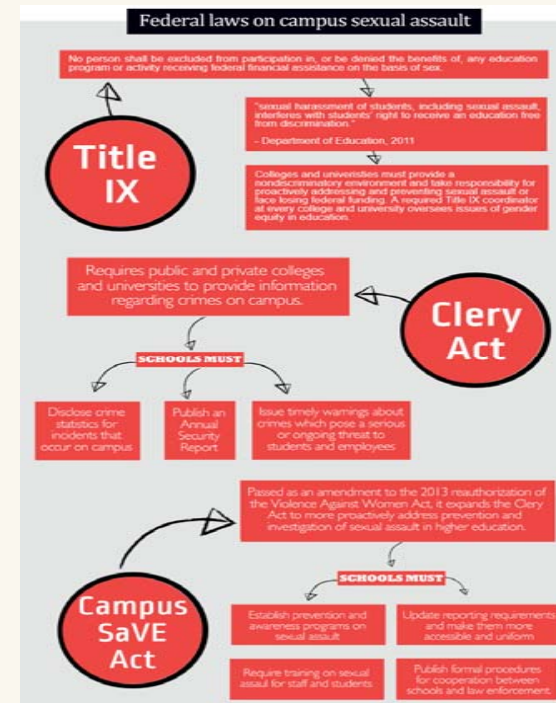 Federal laws on campus sexual assault
No person shall be excluded from participation in, or be denied the benefits of, any education
program or activity receiving federal financial assistance on the basis of sex.
Title
IX
"sexual harassment of students, including sexual assault,
interferes with students' right to receive an education free
from discrimination."
- Department of Education, 2011
Colleges and univeristies must provide a
nondiscriminatory environment and take responsibility for
proactively addressing and preventing sexual assault or
face losing federal funding. A required Title IX coordinator
at every college and university oversees issues of gender
equity in education.
Requires public and private colleges
and universities to provide information
regarding crimes on campus.
Clery
Act
SCHOOLS MUST
Disclose crime
statistics for
incidents that
occur on campus
Publish an
Annual
Security
Report
Issue timely warnings about
crimes which pose a serious
or ongoing threat to
students and employees
Passed as an amendment to the 2013 reauthorization of
the Violence Against Women Act, it expands the Clery
Act to more proactively address prevention and
investigation of sexual assault in higher education.
Campus
SaVE
Act
SCHOOLS MUST
Establish prevention and
awareness programs on
sexual assault
Update reporting requirements
and make them more
accessible and uniform
Require training on sexual
assaul for staff and students
Publish formal procedures
for cooperation between
schools and law enforcement.